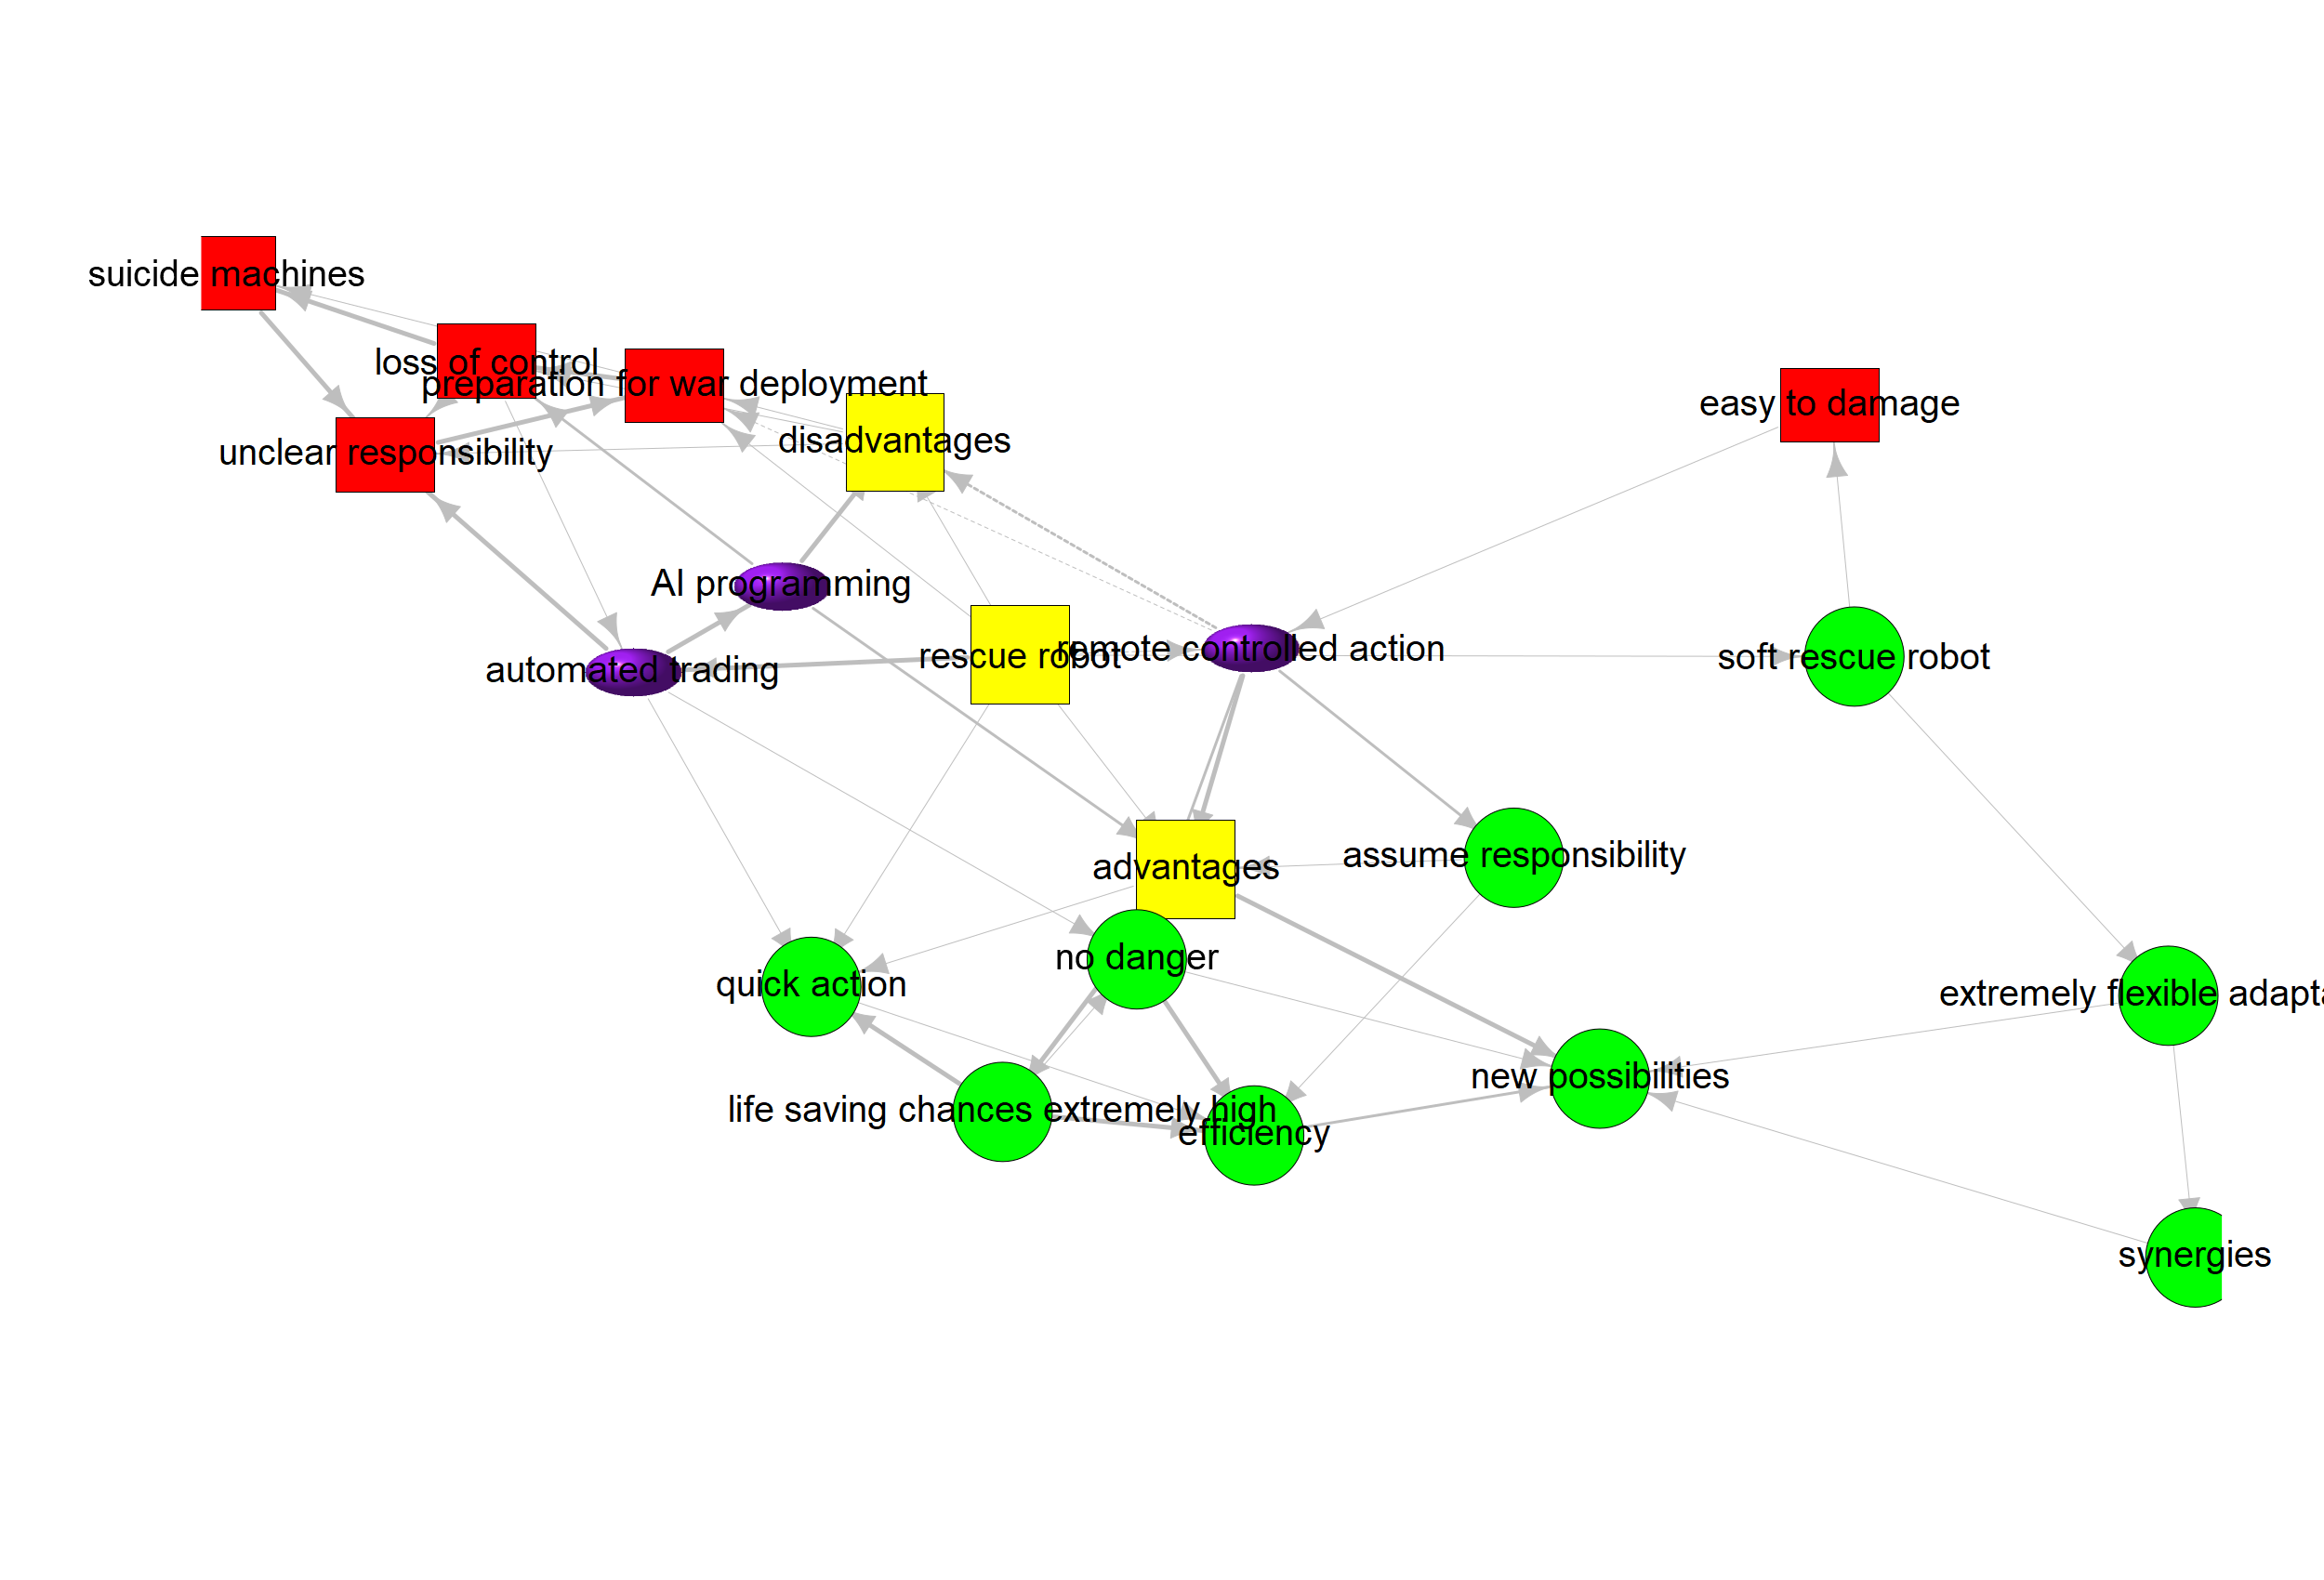 suicide machines
loss of control
preparation for war deployment
easy to damage
disadvantages
unclear responsibility
AI programming
remote controlled action
rescue robot
soft rescue robot
automated trading
assume responsibility
advantages
no danger
quick action
extremely flexible
new possibilities
life saving chances extremely high
efficiency
synergies